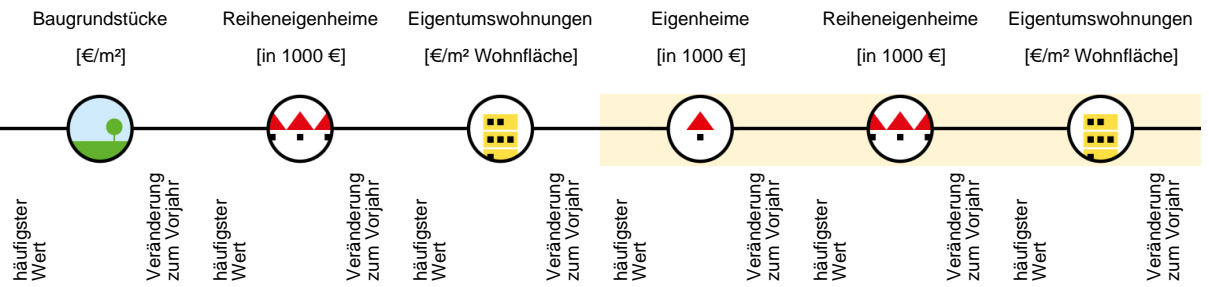 Baugrundstücke Reiheneigenheime Eigentumswohnungen Eigenheime Reiheneigenheime Eigentumswohnungen
[€/m²] [in 1000 €] [€/m² Wohnfläche] [in 1000 €] [in 1000 €] [€/m² Wohnfläche]
häufigster
Wert
Veränderung
zum Vorjahr
häufigster
Wert
Veränderung
zum Vorjahr
häufigster
Wert
Veränderung
zum Vorjahr
häufigster
Wert
Veränderung
zum Vorjahr
häufigster
Wert
Veränderung
zum Vorjahr
häufigster
Wert
Veränderung
zum Vorjahr